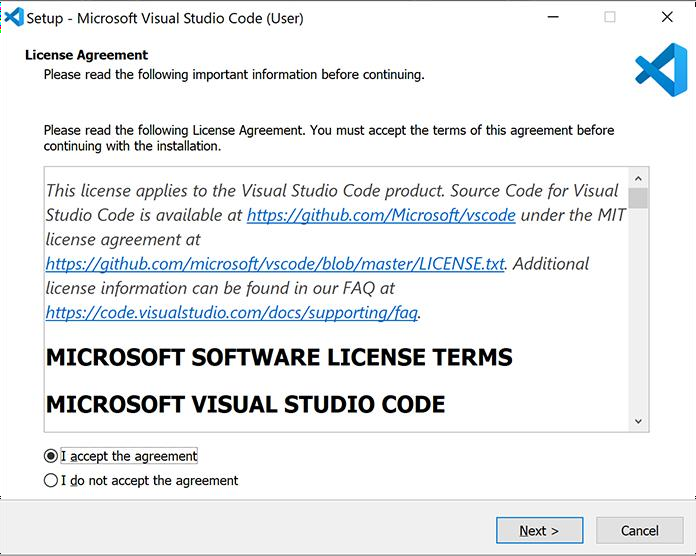 Setup - Microsoft Visual Studio Code (User)
License Agreement
Please read the following important information before continuing.
Please read the following License Agreement. You must accept the terms of this agreement before
continuing with the installation.
This license applies to the Visual Studio Code product. Source Code for Visual
Studio Code is available at https://github.com/Microsoft/vscode under the MIT
license agreement at
https://github.com/microsoft/vscode/blob/master/LICENSE.txt. Additional
license information can be found in our FAQ at
https://code.visualstudio.com/docs/supporting/faq.
MICROSOFT SOFTWARE LICENSE TERMS
MICROSOFT VISUAL STUDIO CODE
I accept the agreement
I do not accept the agreement
Next >
Cancel